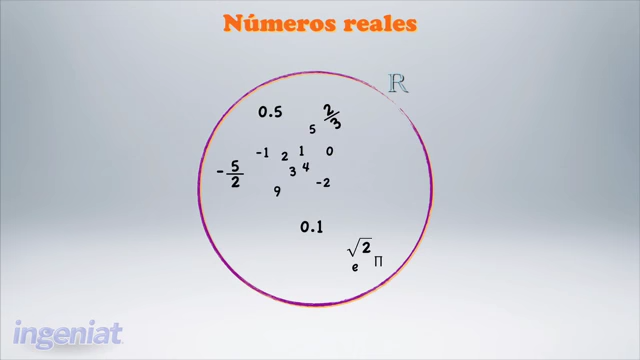 Números reales
ℝ
0.5
2/3
5
-1 2 1 0
3 4
-5/2
9 -2
0.1
√2
e π
ingeniat